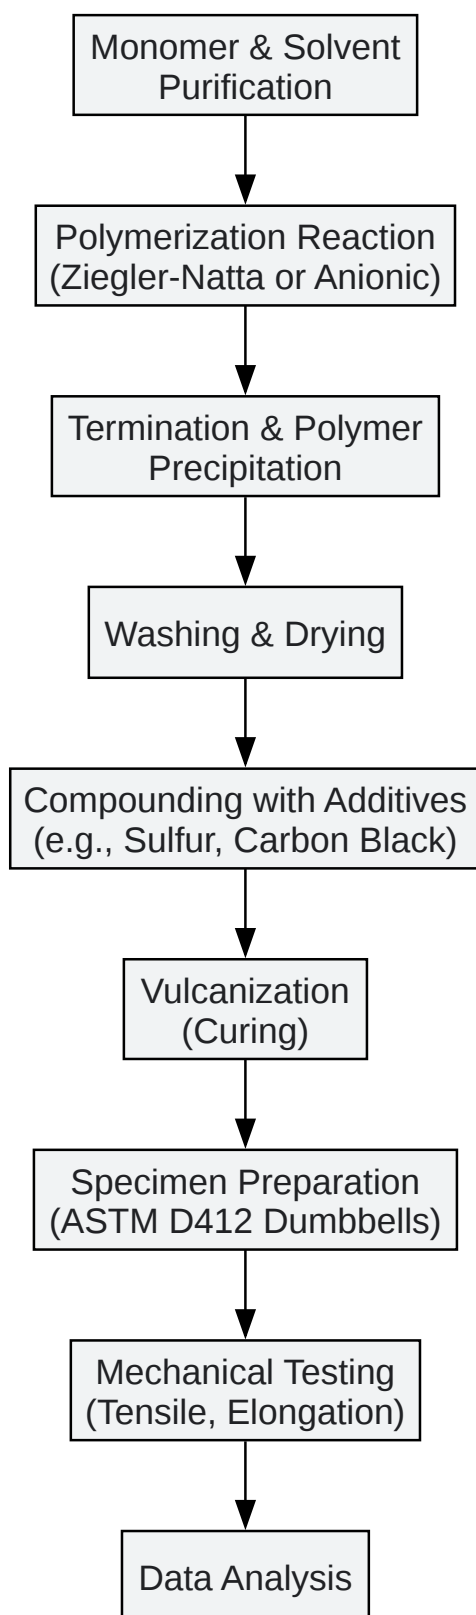 Monomer & Solvent
Purification
Polymerization Reaction
(Ziegler-Natta or Anionic)
Termination & Polymer
Precipitation
Washing & Drying
Compounding with Additives
(e.g., Sulfur, Carbon Black)
Vulcanization
(Curing)
Specimen Preparation
(ASTM D412 Dumbbells)
Mechanical Testing
(Tensile, Elongation)
Data Analysis